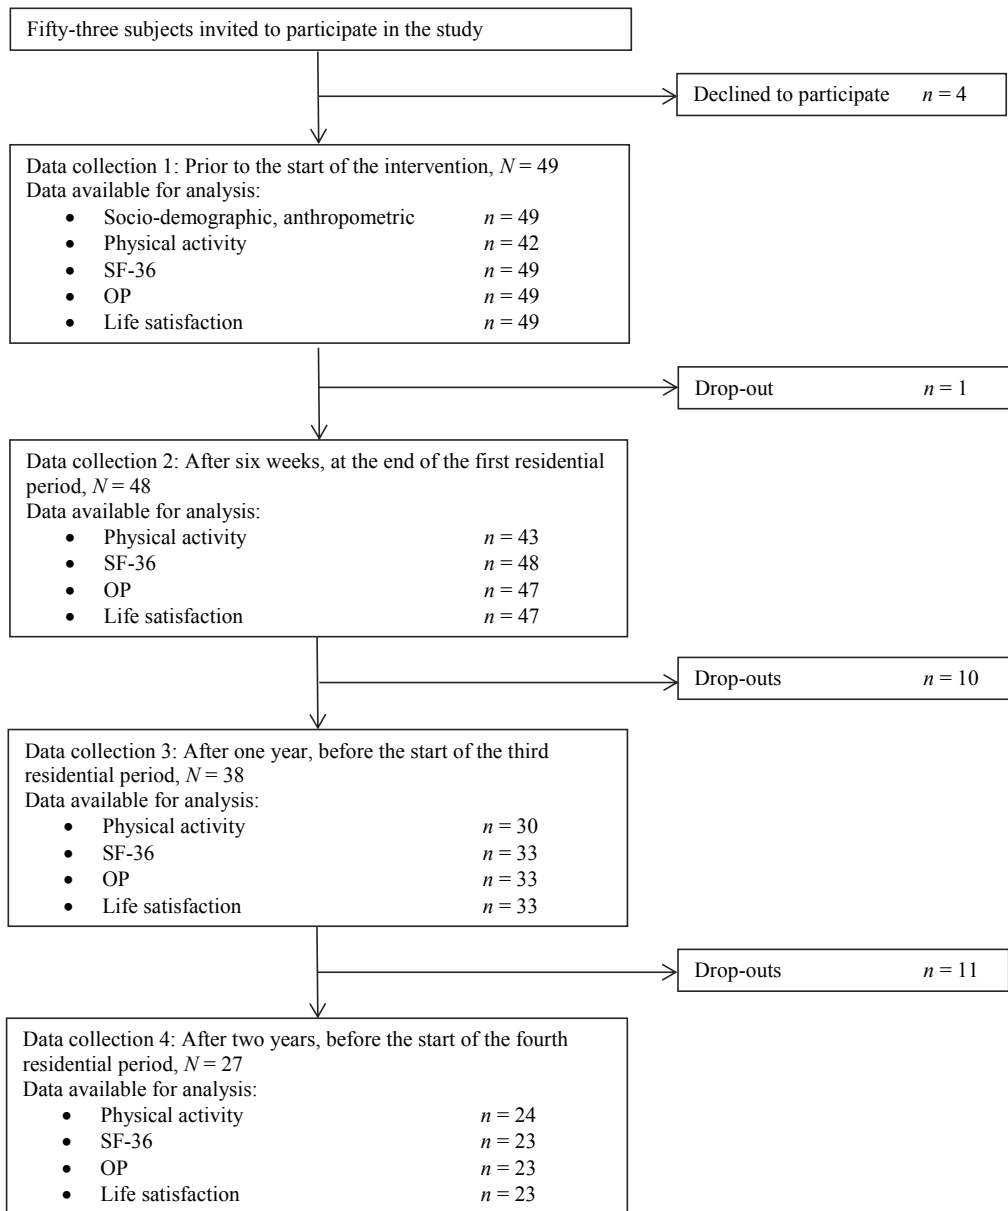 Fifty-three subjects invited to participate in the study
Declined to participate n = 4
Data collection 1: Prior to the start of the intervention, N = 49
Data available for analysis:
• Socio-demographic, anthropometric n = 49
• Physical activity n = 42
• SF-36 n = 49
• OP n = 49
• Life satisfaction n = 49
Drop-out n = 1
Data collection 2: After six weeks, at the end of the first residential
period, N = 48
Data available for analysis:
• Physical activity n = 43
• SF-36 n = 48
• OP n = 47
• Life satisfaction n = 47
Drop-outs n = 10
Data collection 3: After one year, before the start of the third
residential period, N = 38
Data available for analysis:
• Physical activity n = 30
• SF-36 n = 33
• OP n = 33
• Life satisfaction n = 33
Drop-outs n = 11
Data collection 4: After two years, before the start of the fourth
residential period, N = 27
Data available for analysis:
• Physical activity n = 24
• SF-36 n = 23
• OP n = 23
• Life satisfaction n = 23